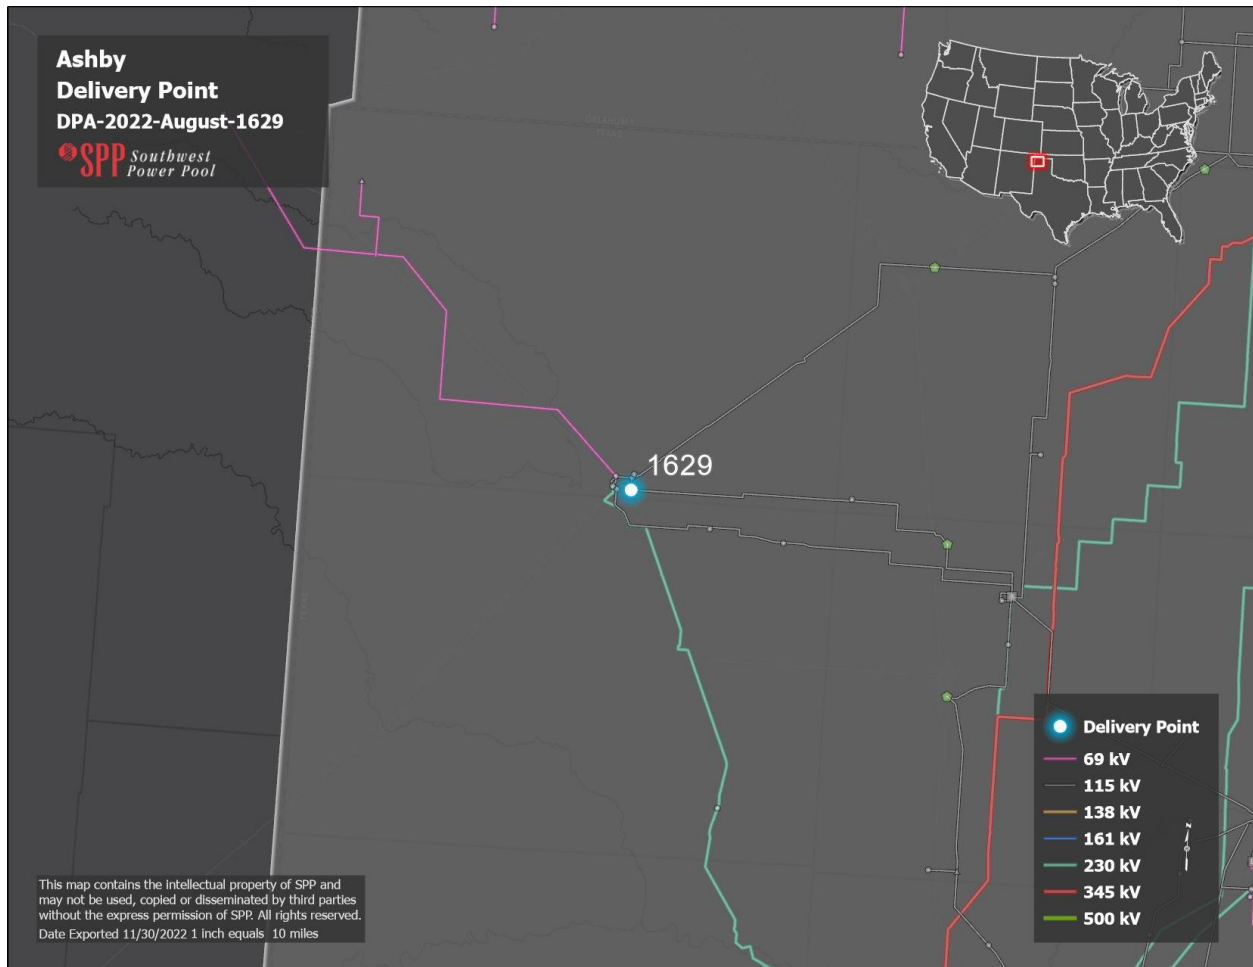 Ashby
Delivery Point
DPA-2022-August-1629
SPP Southwest
Power Pool
OKLAHOMA
TEXAS
1629
TEXAS
Delivery Point
69 kV
115 kV
138 kV
161 kV
230 kV
345 kV
500 kV
N
This map contains the intellectual property of SPP and
may not be used, copied or disseminated by third parties
without the express permission of SPP. All rights reserved.
Date Exported 11/30/2022 1 inch equals 10 miles